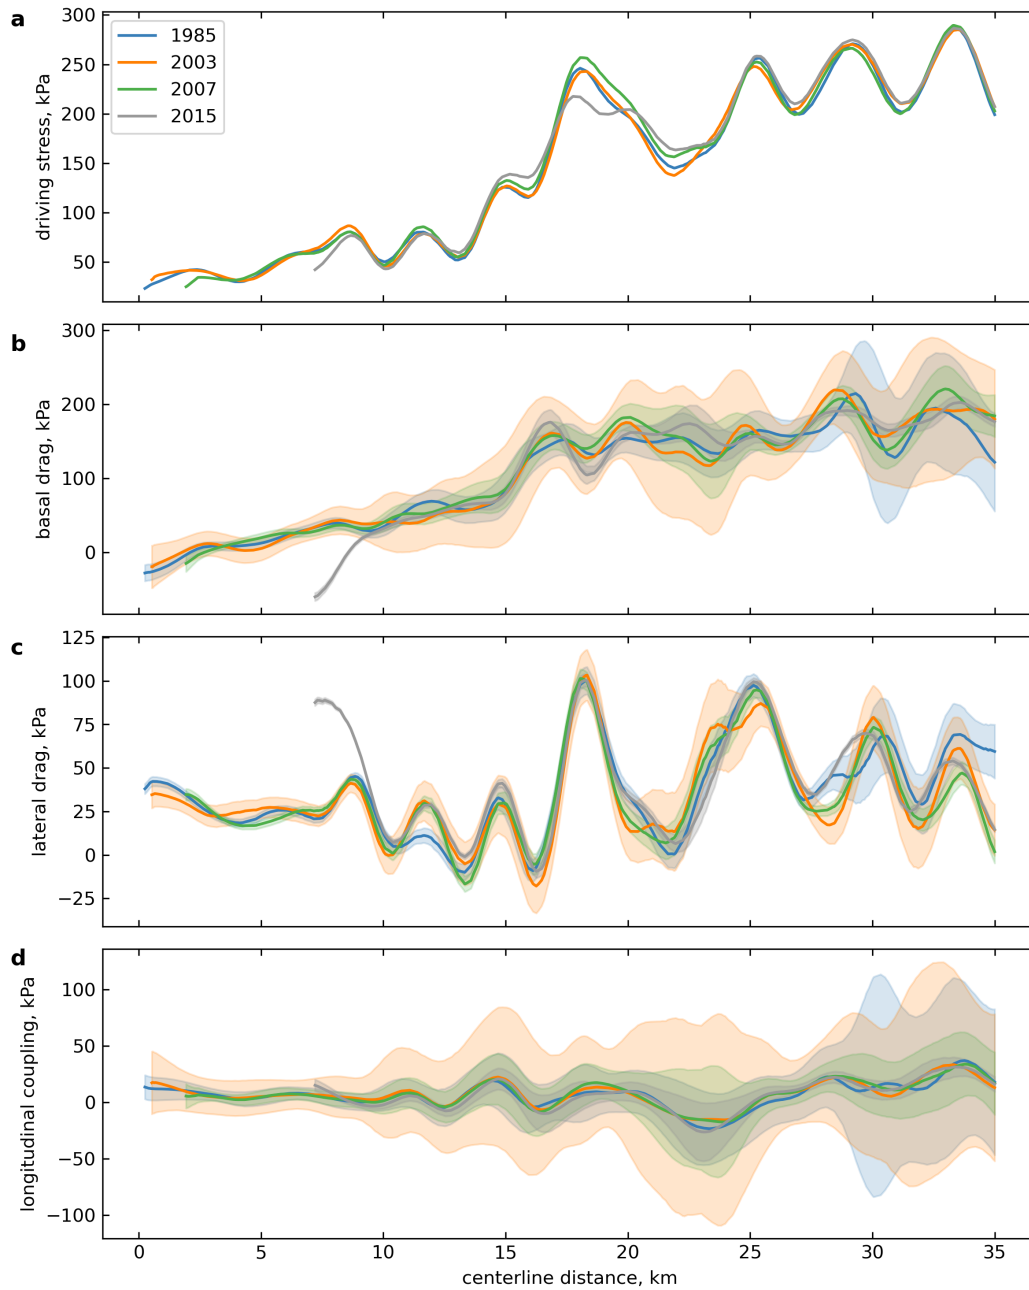 a
driving stress, kPa
300
250
200
150
100
50
1985
2003
2007
2015
b
basal drag, kPa
300
200
100
0
c
lateral drag, kPa
125
100
75
50
25
0
−25
d
longitudinal coupling, kPa
100
50
0
−50
−100
0 5 10 15 20 25 30 35
centerline distance, km